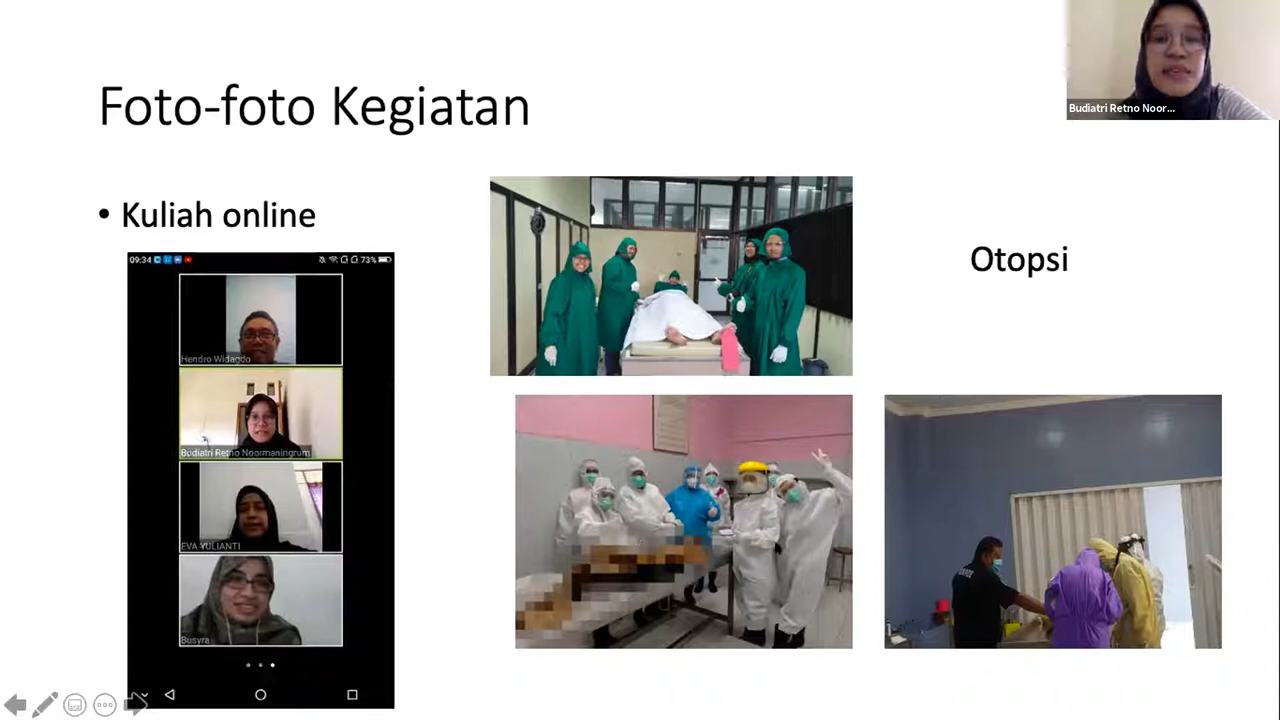 Budiatri Retno Noor...
Foto-foto Kegiatan
• Kuliah online
Otopsi
09:34
73%
Hendro Widagdo
Budiatri Retno Noormaningrum
EVA YULIANTI
Busyra